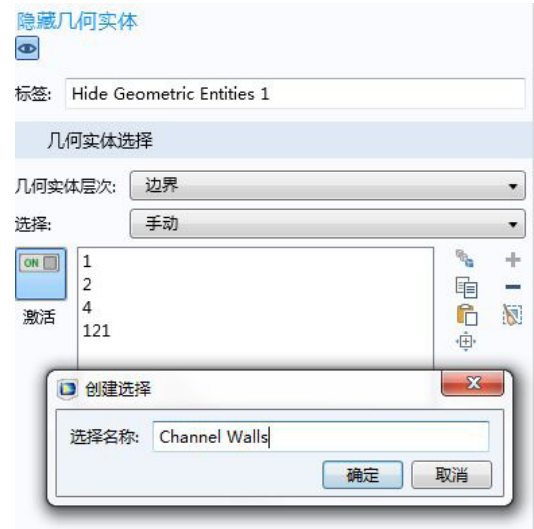 隐藏几何实体
标签: Hide Geometric Entities 1
几何实体选择
几何实体层次: 边界
选择: 手动
ON
1
2
4
121
激活
创建选择
选择名称: Channel Walls
确定 取消